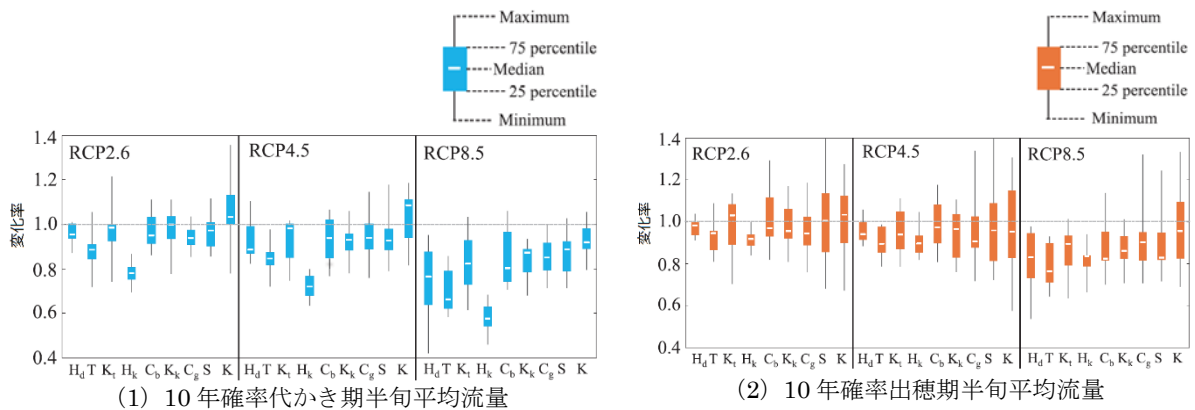 Maximum
75 percentile
Median
25 percentile
Minimum
1.4
1.2
1.0
0.8
0.6
0.4
変化率
RCP2.6
RCP4.5
RCP8.5
Hd T Kt Hk Cb Kk Cg S K
Hd T Kt Hk Cb Kk Cg S K
Hd T Kt Hk Cb Kk Cg S K
(1) 10 年確率代かき期半旬平均流量
Maximum
75 percentile
Median
25 percentile
Minimum
1.4
1.2
1.0
0.8
0.6
0.4
変化率
RCP2.6
RCP4.5
RCP8.5
Hd T Kt Hk Cb Kk Cg S K
Hd T Kt Hk Cb Kk Cg S K
Hd T Kt Hk Cb Kk Cg S K
(2) 10 年確率出穂期半旬平均流量